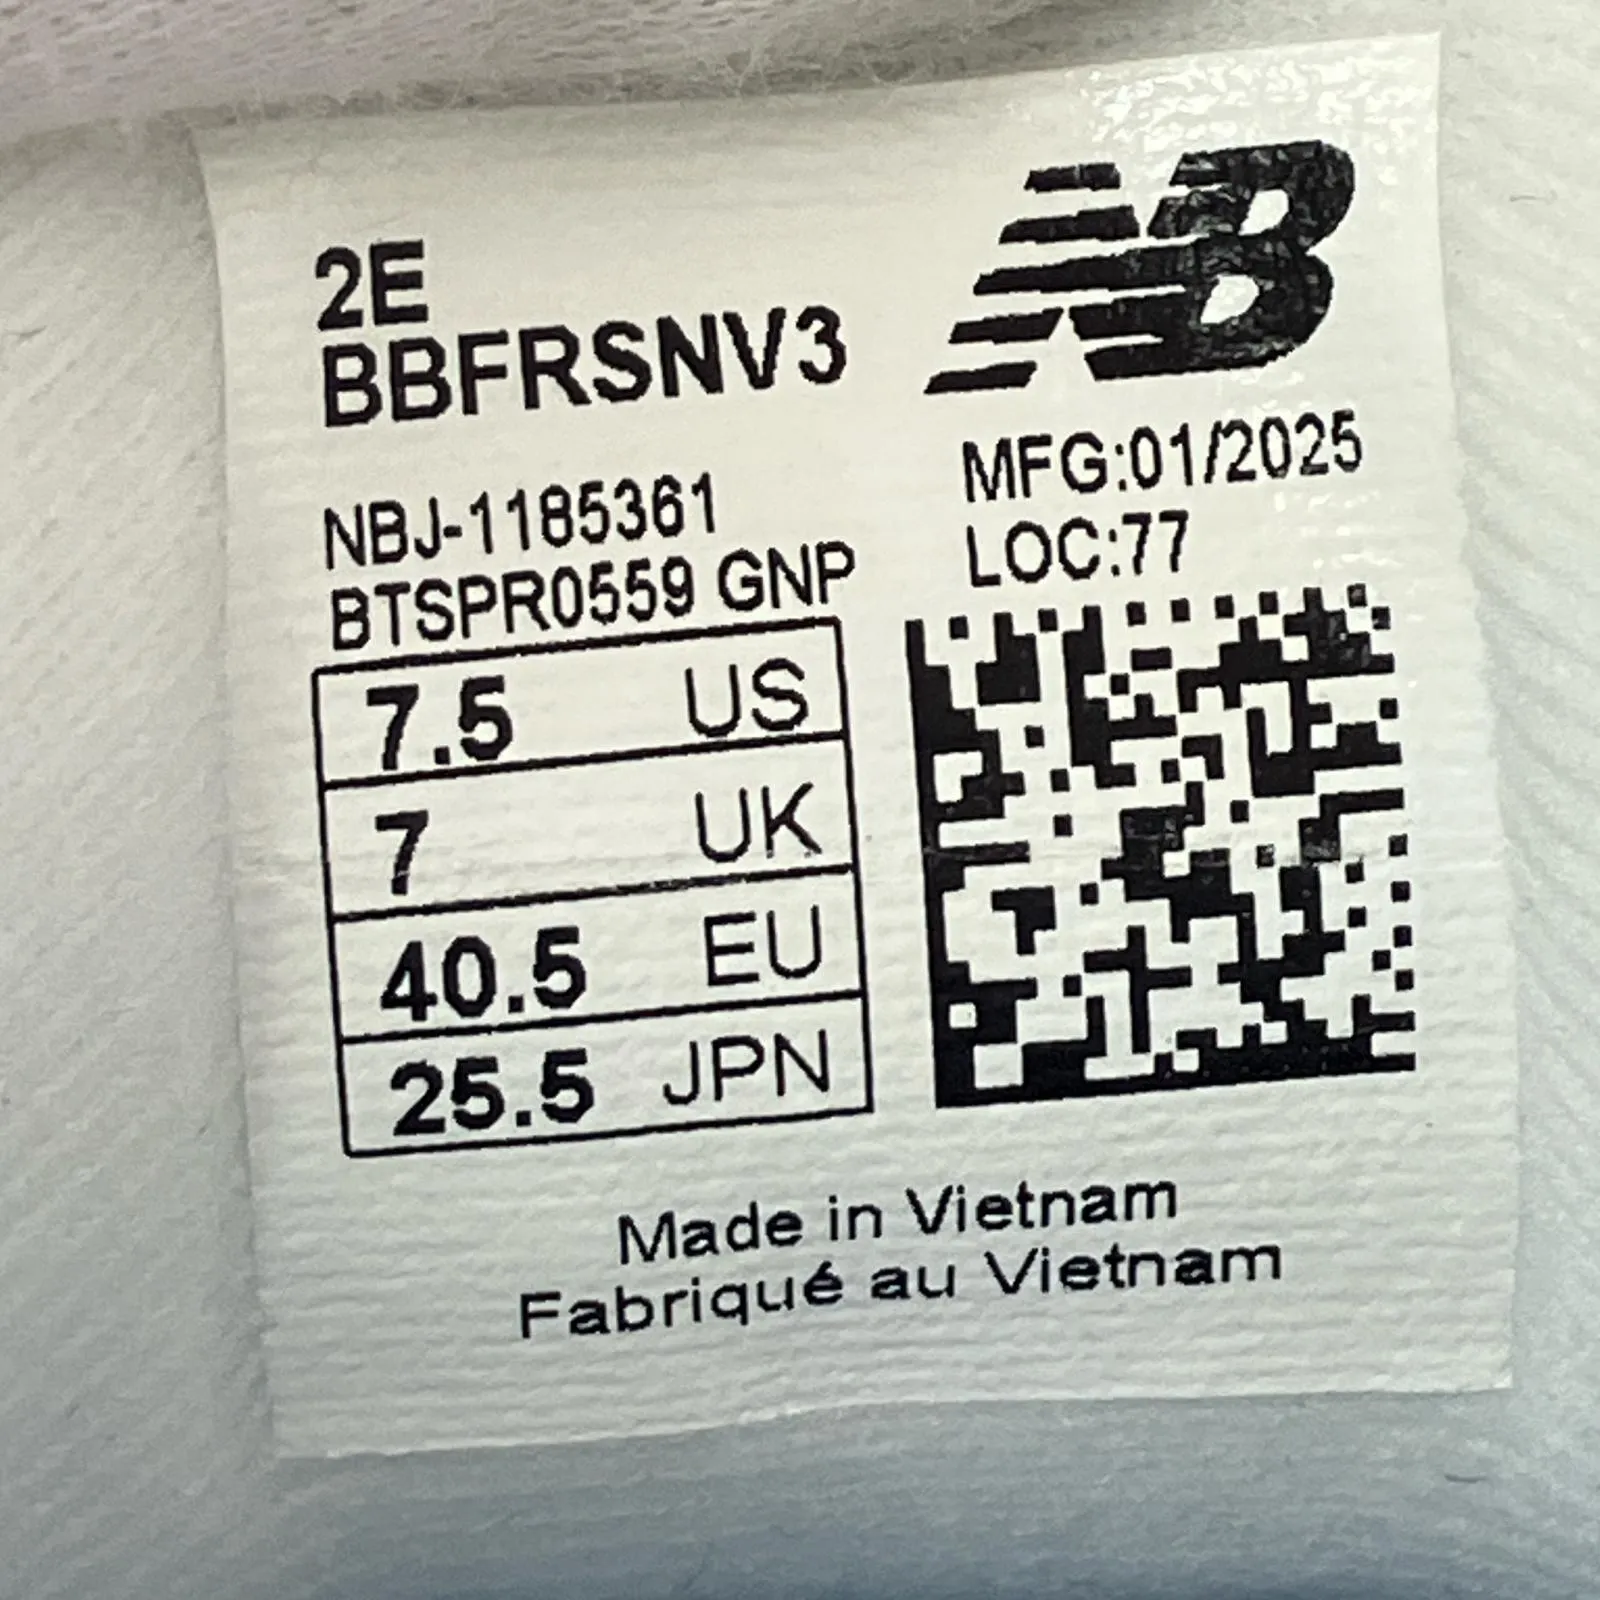 2E
BBFRSNV3
NB
NBJ-1185361
BTSPR0559 GNP
MFG:01/2025
LOC:77
7.5 US
7 UK
40.5 EU
25.5 JPN
Made in Vietnam
Fabriqué au Vietnam